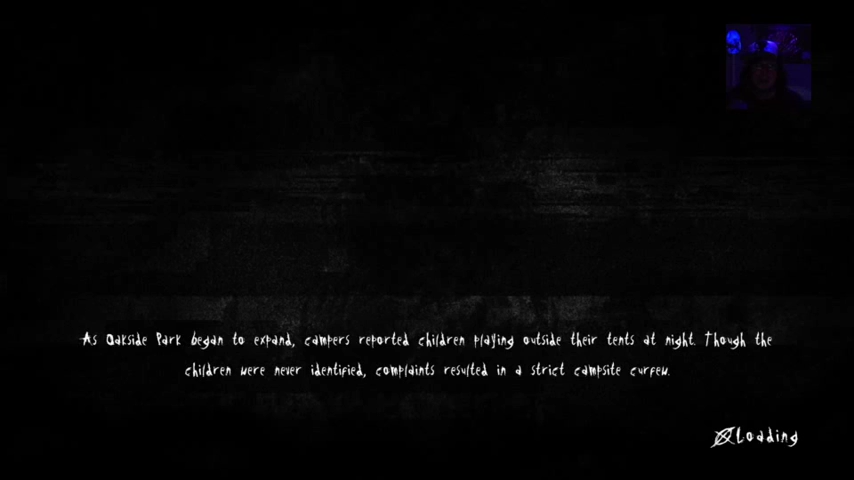 As Oakside Park began to expand, campers reported children playing outside their tents at night. Though the
children were never identified, complaints resulted in a strict campsite curfew.
Loading